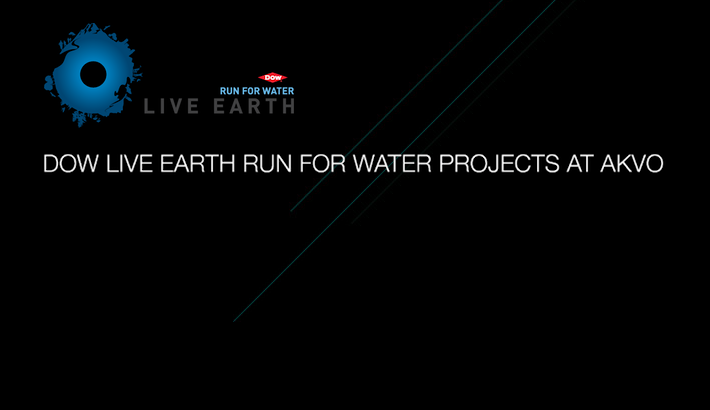 Dow
RUN FOR WATER
LIVE EARTH
DOW LIVE EARTH RUN FOR WATER PROJECTS AT AKVO